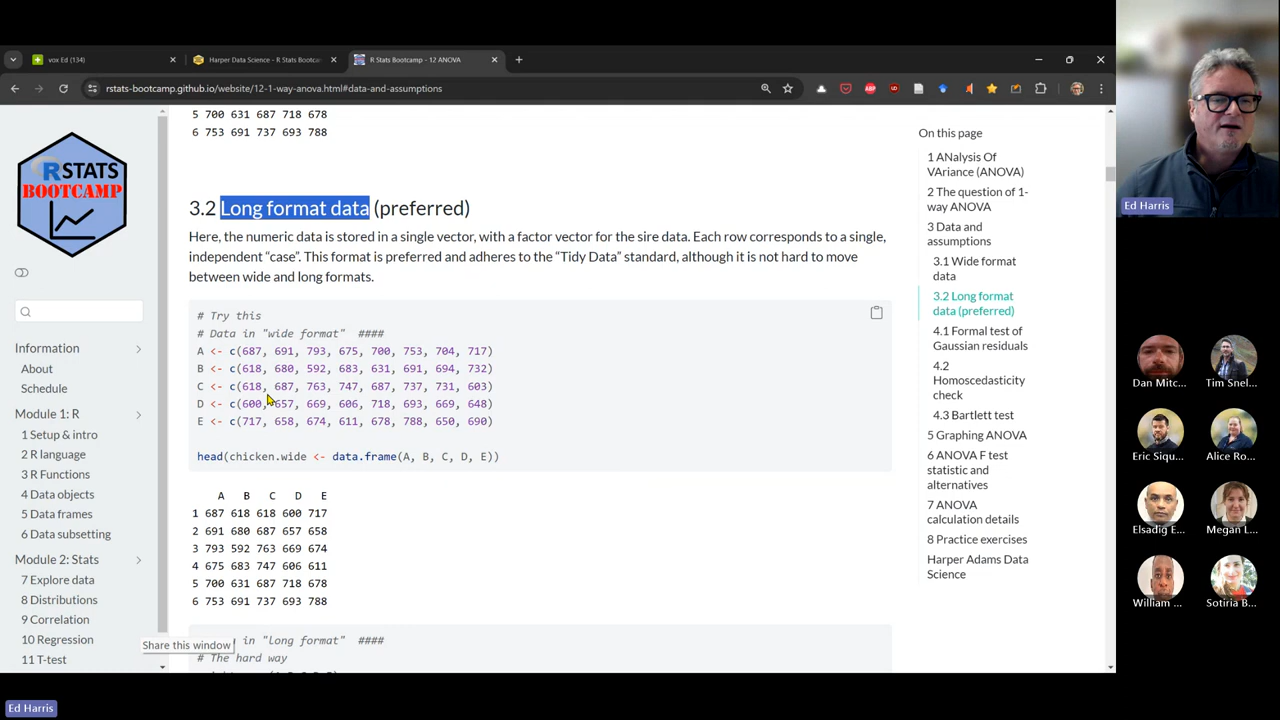 vox Ed (134)
Harper Data Science - R Stats Bootca
R Stats Bootcamp - 12 ANOVA
rstats-bootcamp.github.io/website/12-1-way-anova.html#data-and-assumptions
RSTATS
BOOTCAMP
Information
About
Schedule
Module 1: R
1 Setup & intro
2 R language
3 R Functions
4 Data objects
5 Data frames
6 Data subsetting
Module 2: Stats
7 Explore data
8 Distributions
9 Correlation
10 Regression
11 T-test
5 700 631 687 718 678
6 753 691 737 693 788
3.2 Long format data (preferred)
Here, the numeric data is stored in a single vector, with a factor vector for the sire data. Each row corresponds to a single,
independent “case”. This format is preferred and adheres to the “Tidy Data” standard, although it is not hard to move
between wide and long formats.
# Try this
# Data in "wide format" ####
A <- c(687, 691, 793, 675, 700, 753, 704, 717)
B <- c(618, 680, 592, 683, 631, 691, 694, 732)
C <- c(618, 687, 763, 747, 687, 737, 731, 603)
D <- c(600, 657, 669, 606, 718, 693, 669, 648)
E <- c(717, 658, 674, 611, 678, 788, 650, 690)
head(chicken.wide <- data.frame(A, B, C, D, E))
A B C D E
1 687 618 618 600 717
2 691 680 687 657 658
3 793 592 763 669 674
4 675 683 747 606 611
5 700 631 687 718 678
6 753 691 737 693 788
Share this window
in "long format" ####
# The hard way
On this page
1 ANalysis Of
VAriance (ANOVA)
2 The question of 1-
way ANOVA
3 Data and
assumptions
3.1 Wide format
data
3.2 Long format
data (preferred)
4.1 Formal test of
Gaussian residuals
4.2
Homoscedasticity
check
4.3 Bartlett test
5 Graphing ANOVA
6 ANOVA F test
statistic and
alternatives
7 ANOVA
calculation details
8 Practice exercises
Harper Adams Data
Science
Ed Harris
Dan Mitc...
Tim Snel...
Eric Siqu...
Alice Ro...
Elsadig E...
Megan L...
William ...
Sotiria B...
Ed Harris